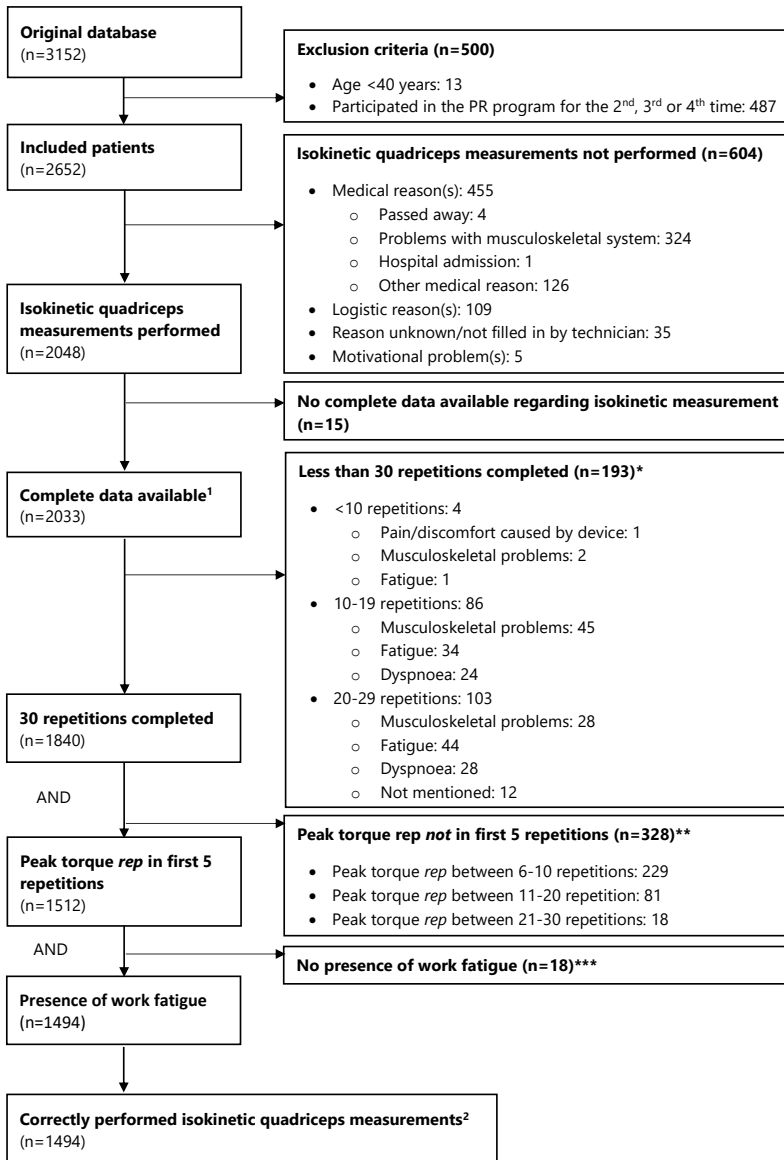 Original database
(n=3152)
Exclusion criteria (n=500)
• Age <40 years: 13
• Participated in the PR program for the 2nd, 3rd or 4th time: 487
Included patients
(n=2652)
Isokinetic quadriceps measurements not performed (n=604)
• Medical reason(s): 455
o Passed away: 4
o Problems with musculoskeletal system: 324
o Hospital admission: 1
o Other medical reason: 126
• Logistic reason(s): 109
• Reason unknown/not filled in by technician: 35
• Motivational problem(s): 5
Isokinetic quadriceps
measurements performed
(n=2048)
No complete data available regarding isokinetic measurement
(n=15)
Complete data available¹
(n=2033)
Less than 30 repetitions completed (n=193)*
• <10 repetitions: 4
o Pain/discomfort caused by device: 1
o Musculoskeletal problems: 2
o Fatigue: 1
• 10-19 repetitions: 86
o Musculoskeletal problems: 45
o Fatigue: 34
o Dyspnoea: 24
• 20-29 repetitions: 103
o Musculoskeletal problems: 28
o Fatigue: 44
o Dyspnoea: 28
o Not mentioned: 12
30 repetitions completed
(n=1840)
AND
Peak torque rep not in first 5 repetitions (n=328)**
• Peak torque rep between 6-10 repetitions: 229
• Peak torque rep between 11-20 repetition: 81
• Peak torque rep between 21-30 repetitions: 18
Peak torque rep in first 5
repetitions
(n=1512)
AND
No presence of work fatigue (n=18)***
Presence of work fatigue
(n=1494)
Correctly performed isokinetic quadriceps measurements²
(n=1494)